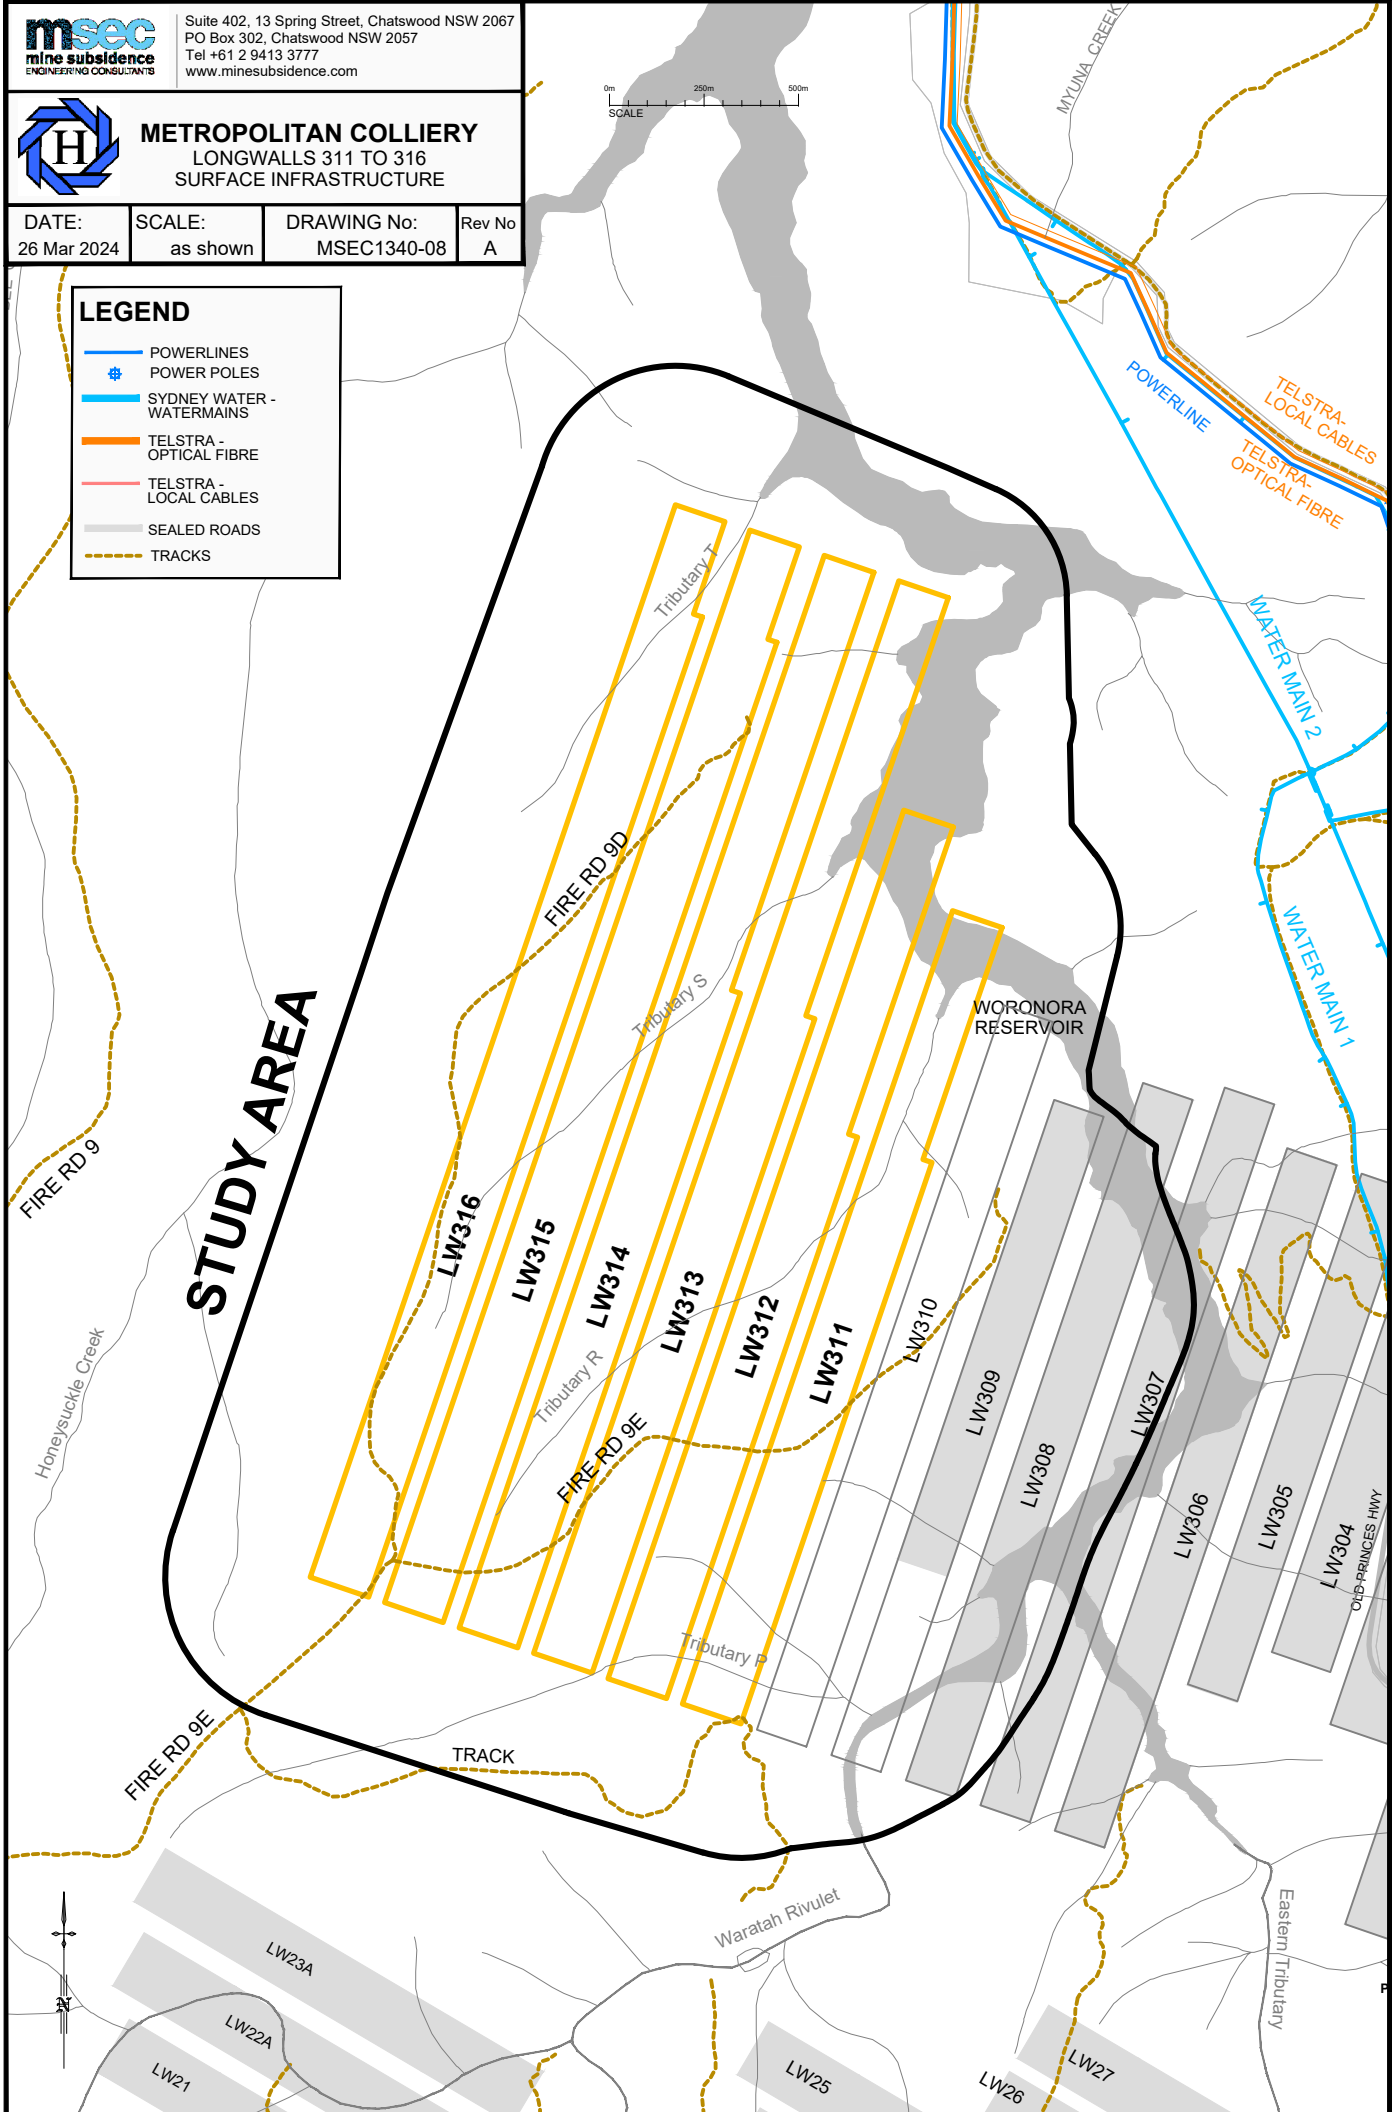 msec
mine subsidence
ENGINEERING CONSULTANTS
Suite 402, 13 Spring Street, Chatswood NSW 2067
PO Box 302, Chatswood NSW 2057
Tel +61 2 9413 3777
www.minesubsidence.com
H
METROPOLITAN COLLIERY
LONGWALLS 311 TO 316
SURFACE INFRASTRUCTURE
DATE:
26 Mar 2024
SCALE:
as shown
DRAWING No:
MSEC1340-08
Rev No
A
0m
250m
500m
SCALE
MYUNA CREEK
LEGEND
POWERLINES
POWER POLES
SYDNEY WATER -
WATERMAINS
TELSTRA -
OPTICAL FIBRE
TELSTRA -
LOCAL CABLES
SEALED ROADS
TRACKS
POWERLINE
TELSTRA-
LOCAL CABLES
TELSTRA-
OPTICAL FIBRE
Tributary T
WATER MAIN 2
FIRE RD 9D
WATER MAIN 1
Tributary S
WORONORA
RESERVOIR
STUDY AREA
FIRE RD 9
LW316
LW315
LW314
LW313
LW312
LW311
LW310
LW309
LW308
LW307
LW306
LW305
LW304
OLD PRINCES HWY
Honeysuckle Creek
Tributary R
FIRE RD 9E
Tributary P
FIRE RD 9E
TRACK
Waratah Rivulet
Eastern Tributary
LW23A
LW22A
LW21
LW25
LW26
LW27
N
P